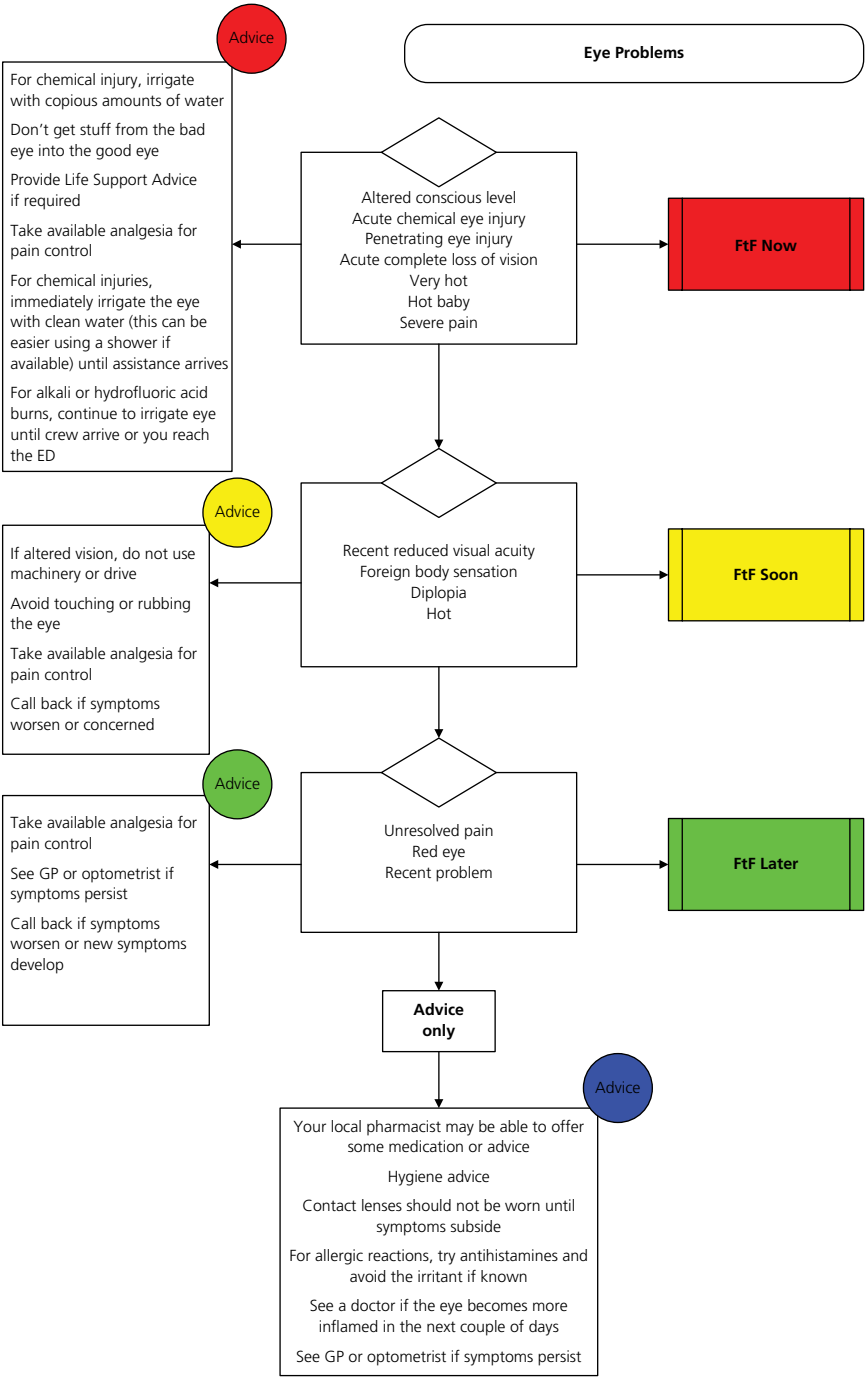 Eye Problems
Advice
For chemical injury, irrigate
with copious amounts of water
Don't get stuff from the bad
eye into the good eye
Provide Life Support Advice
if required
Take available analgesia for
pain control
For chemical injuries,
immediately irrigate the eye
with clean water (this can be
easier using a shower if
available) until assistance arrives
For alkali or hydrofluoric acid
burns, continue to irrigate eye
until crew arrive or you reach
the ED
Altered conscious level
Acute chemical eye injury
Penetrating eye injury
Acute complete loss of vision
Very hot
Hot baby
Severe pain
FtF Now
Advice
If altered vision, do not use
machinery or drive
Avoid touching or rubbing
the eye
Take available analgesia for
pain control
Call back if symptoms
worsen or concerned
Recent reduced visual acuity
Foreign body sensation
Diplopia
Hot
FtF Soon
Advice
Take available analgesia for
pain control
See GP or optometrist if
symptoms persist
Call back if symptoms
worsen or new symptoms
develop
Unresolved pain
Red eye
Recent problem
FtF Later
Advice
only
Advice
Your local pharmacist may be able to offer
some medication or advice
Hygiene advice
Contact lenses should not be worn until
symptoms subside
For allergic reactions, try antihistamines and
avoid the irritant if known
See a doctor if the eye becomes more
inflamed in the next couple of days
See GP or optometrist if symptoms persist